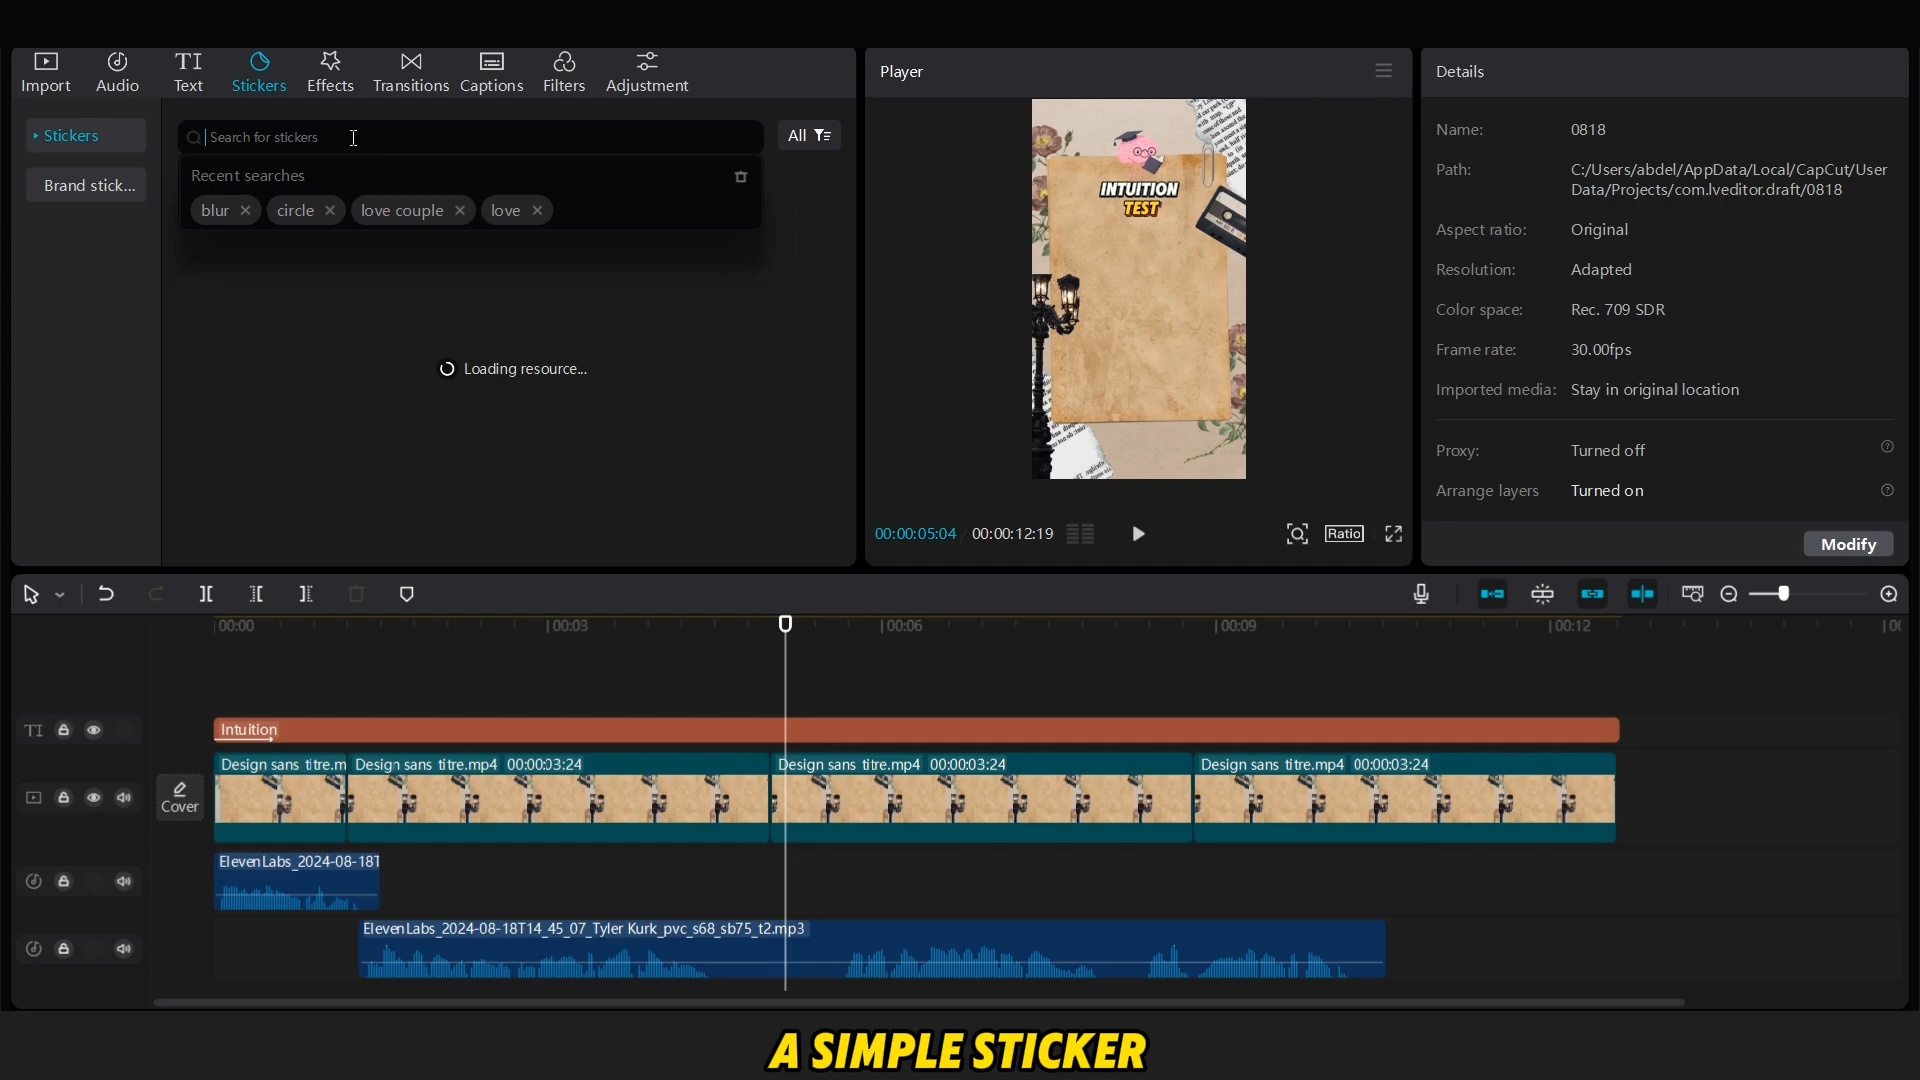 Import
Audio
Text
Stickers
Effects
Transitions
Captions
Filters
Adjustment
Stickers
Brand stick...
Search for stickers
All
Recent searches
blur
circle
love couple
love
Loading resource...
Player
INTUITION
TEST
00:00:05:04 / 00:00:12:19
Ratio
Details
Name: 0818
Path: C:/Users/abdel/AppData/Local/CapCut/User
Data/Projects/com.lveditor.draft/0818
Aspect ratio: Original
Resolution: Adapted
Color space: Rec. 709 SDR
Frame rate: 30.00fps
Imported media: Stay in original location
Proxy: Turned off
Arrange layers Turned on
Modify
00:00
00:03
00:06
00:09
00:12
TI
Intuition
Cover
Design sans titre.m
Design sans titre.mp4 00:00:03:24
Design sans titre.mp4 00:00:03:24
Design sans titre.mp4 00:00:03:24
ElevenLabs_2024-08-18T
ElevenLabs_2024-08-18T14_45_07_Tyler Kurk_pvc_s68_sb75_t2.mp3
A SIMPLE STICKER